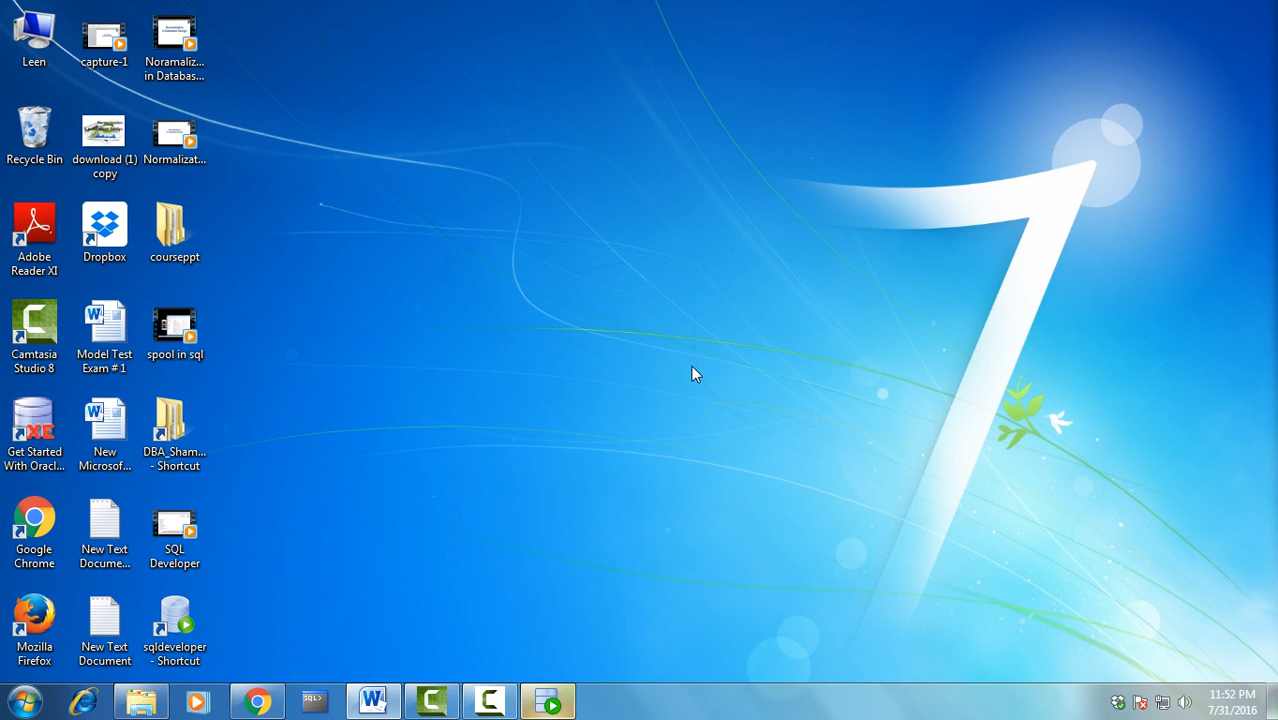 Leen
capture-1
Noramaliz...
in Databas...
Recycle Bin
download (1)
copy
Normalizat...
Adobe
Reader XI
Dropbox
courseppt
Camtasia
Studio 8
Model Test
Exam # 1
spool in sql
XE
Get Started
With Oracl...
New
Microsof...
DBA_Sham...
- Shortcut
Google
Chrome
New Text
Docume...
SQL
Developer
Mozilla
Firefox
New Text
Document
sqldeveloper
- Shortcut
SQL>
11:52 PM
7/31/2016